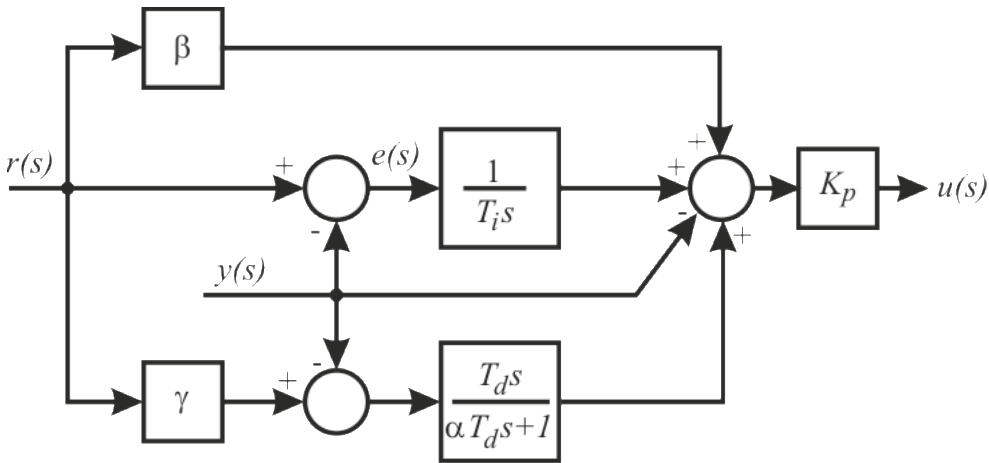 β
r(s)
+
-
e(s)
1
T_i s
+
+
-
+
K_p
u(s)
y(s)
γ
+
-
T_d s
αT_d s+1